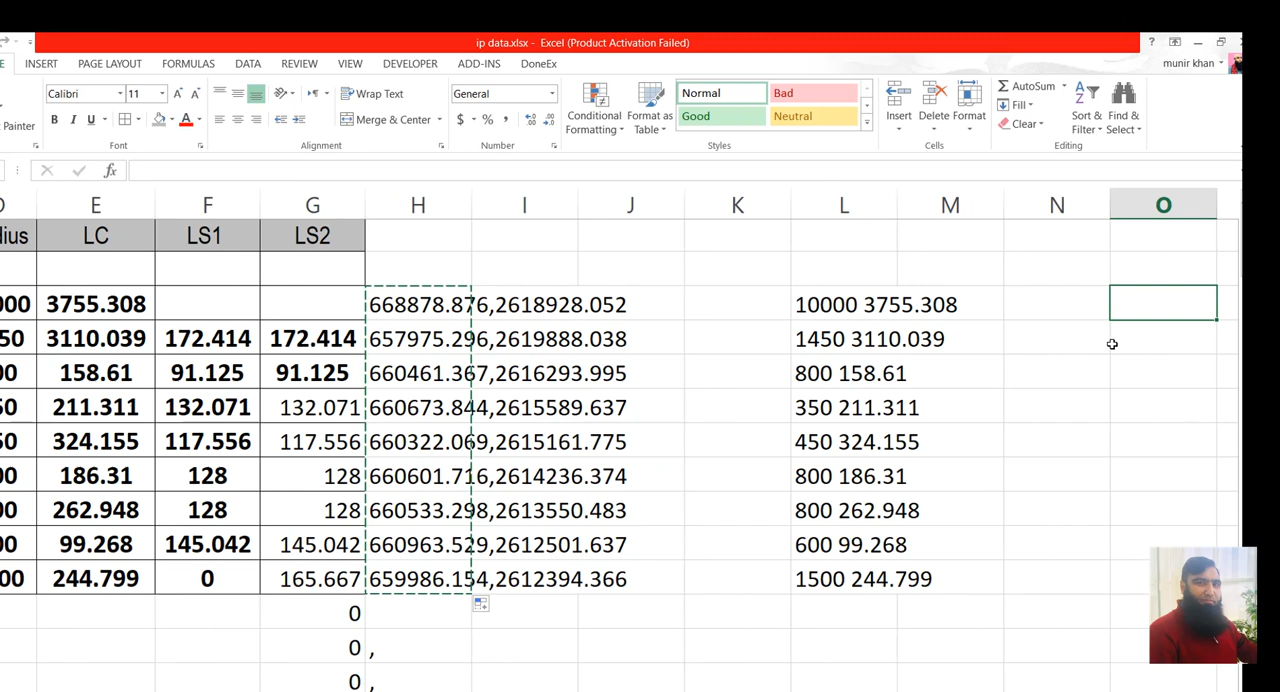 ip data.xlsx - Excel (Product Activation Failed)
INSERT PAGE LAYOUT FORMULAS DATA REVIEW VIEW DEVELOPER ADD-INS DoneEx munir khan
Calibri 11 Wrap Text General Normal Bad AutoSum
Painter B I U Merge & Center $ % Conditional Formatting Format as Table Good Neutral Insert Delete Format Fill Clear Sort & Filter Find & Select
Font Alignment Number Styles Cells Editing
fx
E F G H I J K L M N O
dius LC LS1 LS2
000 3755.308 668878.876,2618928.052 10000 3755.308
50 3110.039 172.414 172.414 657975.296,2619888.038 1450 3110.039
00 158.61 91.125 91.125 660461.367,2616293.995 800 158.61
50 211.311 132.071 132.071 660673.844,2615589.637 350 211.311
50 324.155 117.556 117.556 660322.069,2615161.775 450 324.155
00 186.31 128 128 660601.716,2614236.374 800 186.31
00 262.948 128 128 660533.298,2613550.483 800 262.948
00 99.268 145.042 145.042 660963.529,2612501.637 600 99.268
00 244.799 0 165.667 659986.154,2612394.366 1500 244.799
0
0 ,
0 ,